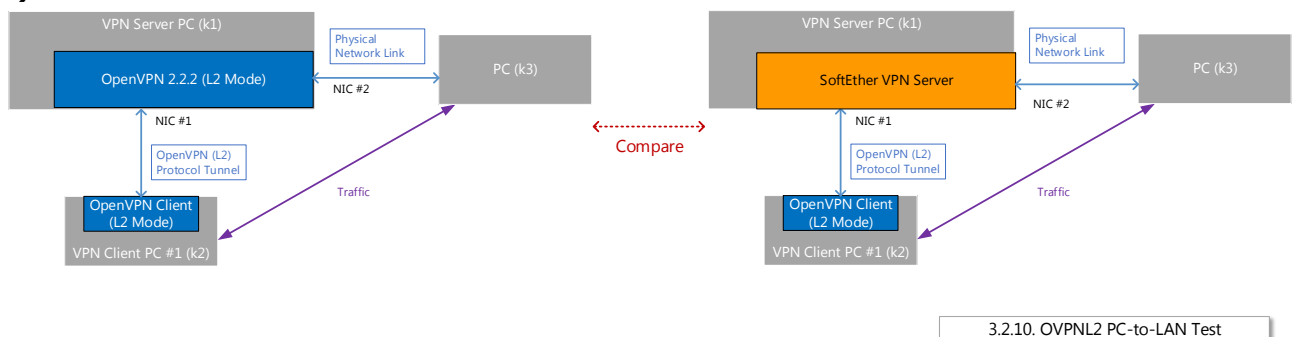 VPN Server PC (k1)
OpenVPN 2.2.2 (L2 Mode)
Physical
Network Link
NIC #2
PC (k3)
NIC #1
OpenVPN (L2)
Protocol Tunnel
Traffic
OpenVPN Client
(L2 Mode)
VPN Client PC #1 (k2)
Compare
VPN Server PC (k1)
SoftEther VPN Server
Physical
Network Link
NIC #2
PC (k3)
NIC #1
OpenVPN (L2)
Protocol Tunnel
Traffic
OpenVPN Client
(L2 Mode)
VPN Client PC #1 (k2)
3.2.10. OVPNL2 PC-to-LAN Test